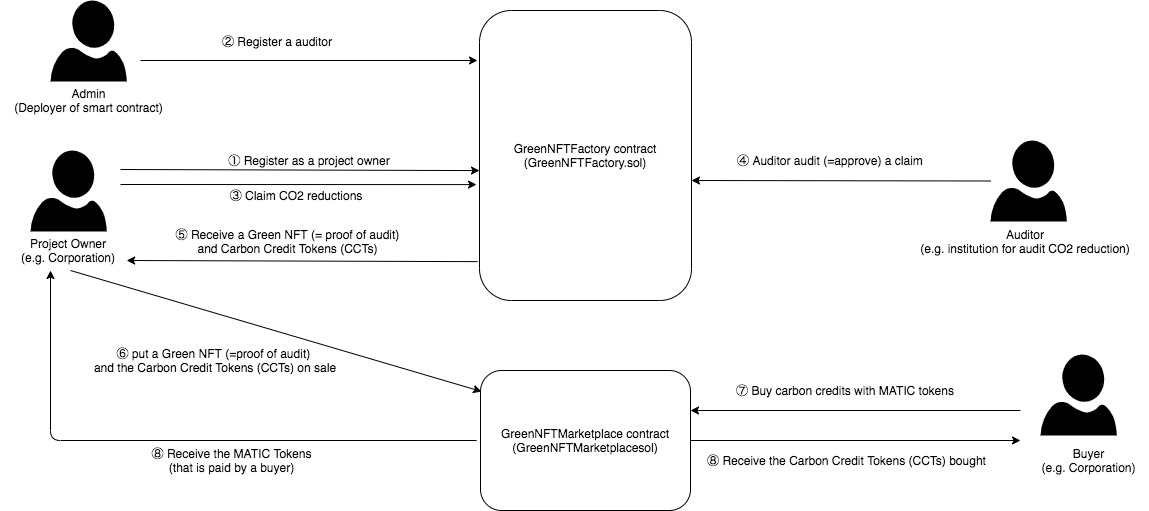 ② Register a auditor
Admin
(Deployer of smart contract)
GreenNFTFactory contract
(GreenNFTFactory.sol)
① Register as a project owner
③ Claim CO2 reductions
④ Auditor audit (=approve) a claim
Project Owner
(e.g. Corporation)
⑤ Receive a Green NFT (= proof of audit)
and Carbon Credit Tokens (CCTs)
Auditor
(e.g. institution for audit CO2 reduction)
⑥ put a Green NFT (=proof of audit)
and the Carbon Credit Tokens (CCTs) on sale
⑦ Buy carbon credits with MATIC tokens
GreenNFTMarketplace contract
(GreenNFTMarketplacesol)
⑧ Receive the MATIC Tokens
(that is paid by a buyer)
⑧ Receive the Carbon Credit Tokens (CCTs) bought
Buyer
(e.g. Corporation)